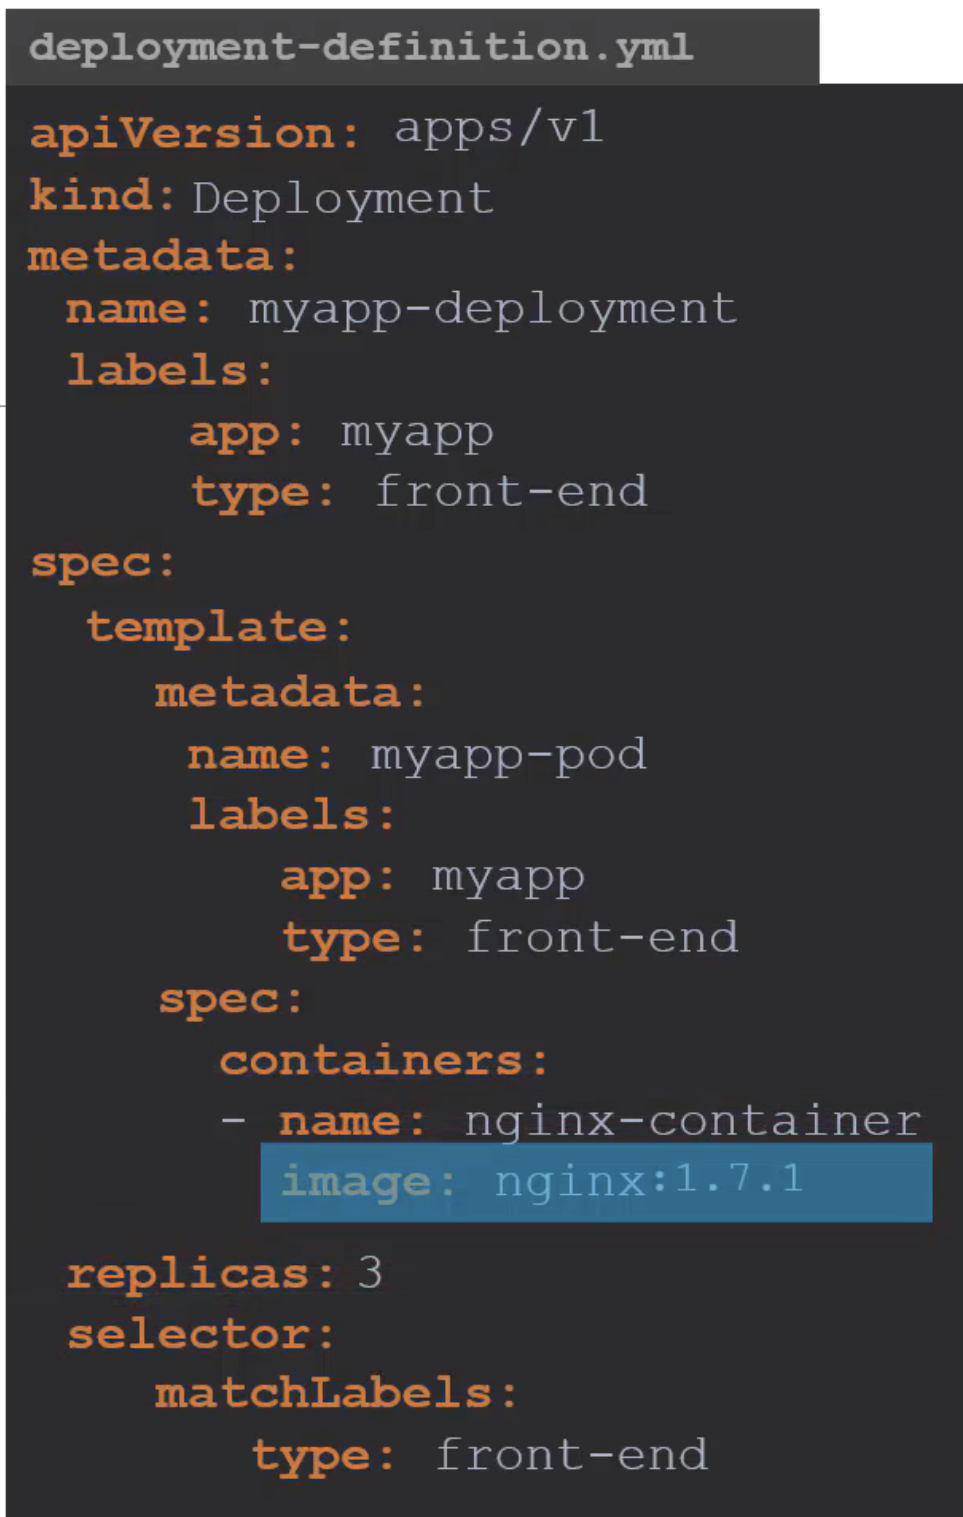 deployment-definition.yml
apiVersion: apps/v1
kind: Deployment
metadata:
name: myapp-deployment
labels:
app: myapp
type: front-end
spec:
template:
metadata:
name: myapp-pod
labels:
app: myapp
type: front-end
spec:
containers:
- name: nginx-container
image: nginx:1.7.1
replicas: 3
selector:
matchLabels:
type: front-end